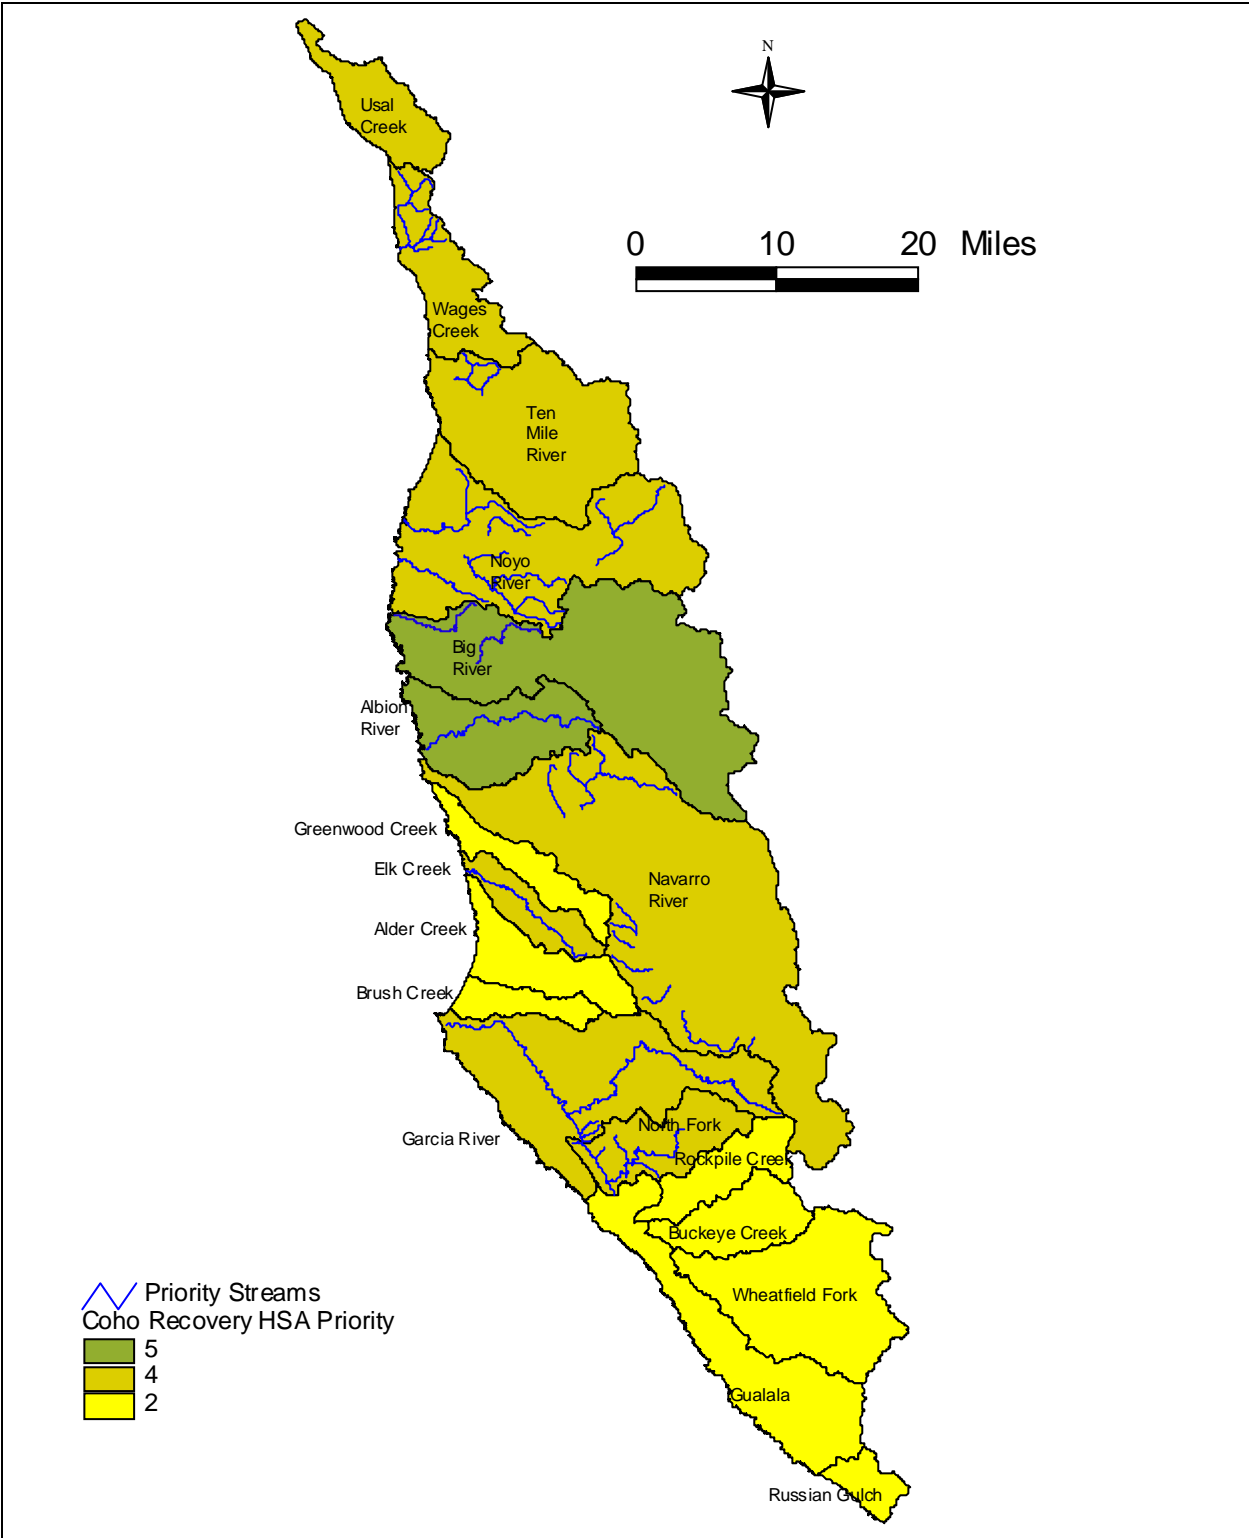 N
Usal
Creek
0 10 20 Miles
Wages
Creek
Ten
Mile
River
Noyo
River
Big
River
Albion
River
Greenwood Creek
Elk Creek
Navarro
River
Alder Creek
Brush Creek
North Fork
Garcia River
Rockpile Creek
Buckeye Creek
Priority Streams
Wheatfield Fork
Coho Recovery HSA Priority
5
4
2
Gualala
Russian Gulch